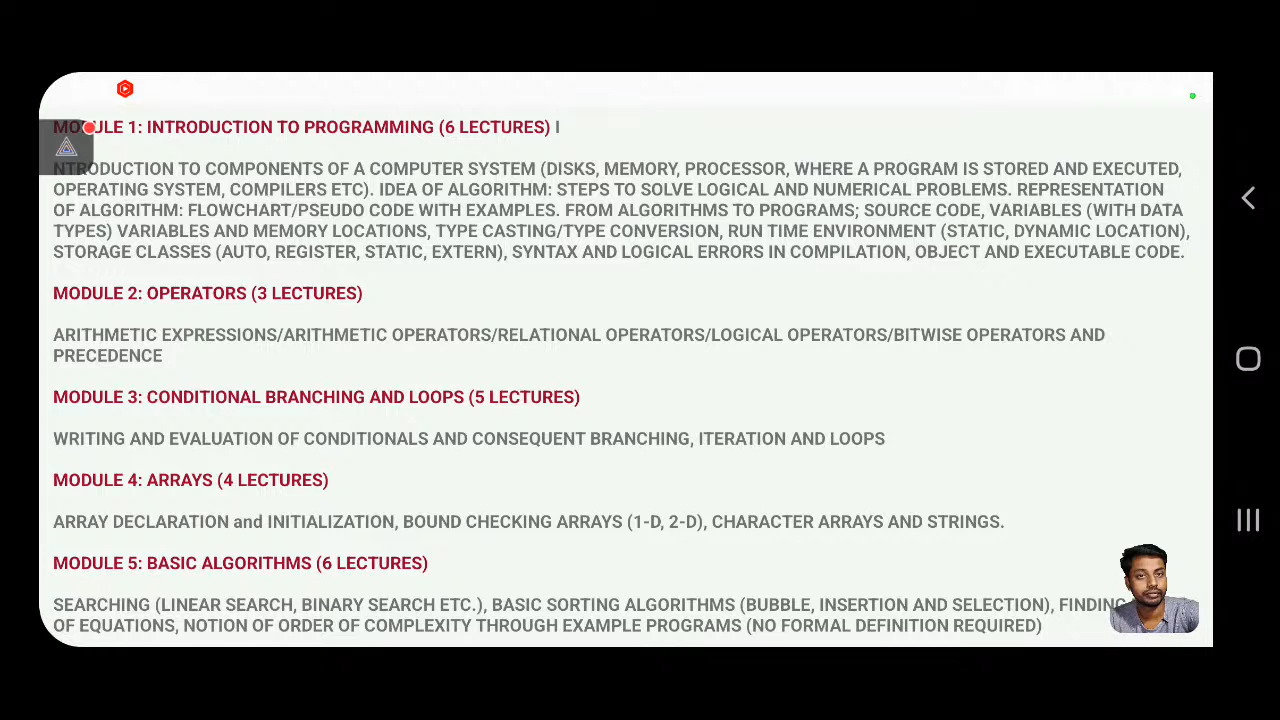 MODULE 1: INTRODUCTION TO PROGRAMMING (6 LECTURES) I
NTRODUCTION TO COMPONENTS OF A COMPUTER SYSTEM (DISKS, MEMORY, PROCESSOR, WHERE A PROGRAM IS STORED AND EXECUTED,
OPERATING SYSTEM, COMPILERS ETC). IDEA OF ALGORITHM: STEPS TO SOLVE LOGICAL AND NUMERICAL PROBLEMS. REPRESENTATION
OF ALGORITHM: FLOWCHART/PSEUDO CODE WITH EXAMPLES. FROM ALGORITHMS TO PROGRAMS; SOURCE CODE, VARIABLES (WITH DATA
TYPES) VARIABLES AND MEMORY LOCATIONS, TYPE CASTING/TYPE CONVERSION, RUN TIME ENVIRONMENT (STATIC, DYNAMIC LOCATION),
STORAGE CLASSES (AUTO, REGISTER, STATIC, EXTERN), SYNTAX AND LOGICAL ERRORS IN COMPILATION, OBJECT AND EXECUTABLE CODE.
MODULE 2: OPERATORS (3 LECTURES)
ARITHMETIC EXPRESSIONS/ARITHMETIC OPERATORS/RELATIONAL OPERATORS/LOGICAL OPERATORS/BITWISE OPERATORS AND
PRECEDENCE
MODULE 3: CONDITIONAL BRANCHING AND LOOPS (5 LECTURES)
WRITING AND EVALUATION OF CONDITIONALS AND CONSEQUENT BRANCHING, ITERATION AND LOOPS
MODULE 4: ARRAYS (4 LECTURES)
ARRAY DECLARATION and INITIALIZATION, BOUND CHECKING ARRAYS (1-D, 2-D), CHARACTER ARRAYS AND STRINGS.
MODULE 5: BASIC ALGORITHMS (6 LECTURES)
SEARCHING (LINEAR SEARCH, BINARY SEARCH ETC.), BASIC SORTING ALGORITHMS (BUBBLE, INSERTION AND SELECTION), FINDING
OF EQUATIONS, NOTION OF ORDER OF COMPLEXITY THROUGH EXAMPLE PROGRAMS (NO FORMAL DEFINITION REQUIRED)